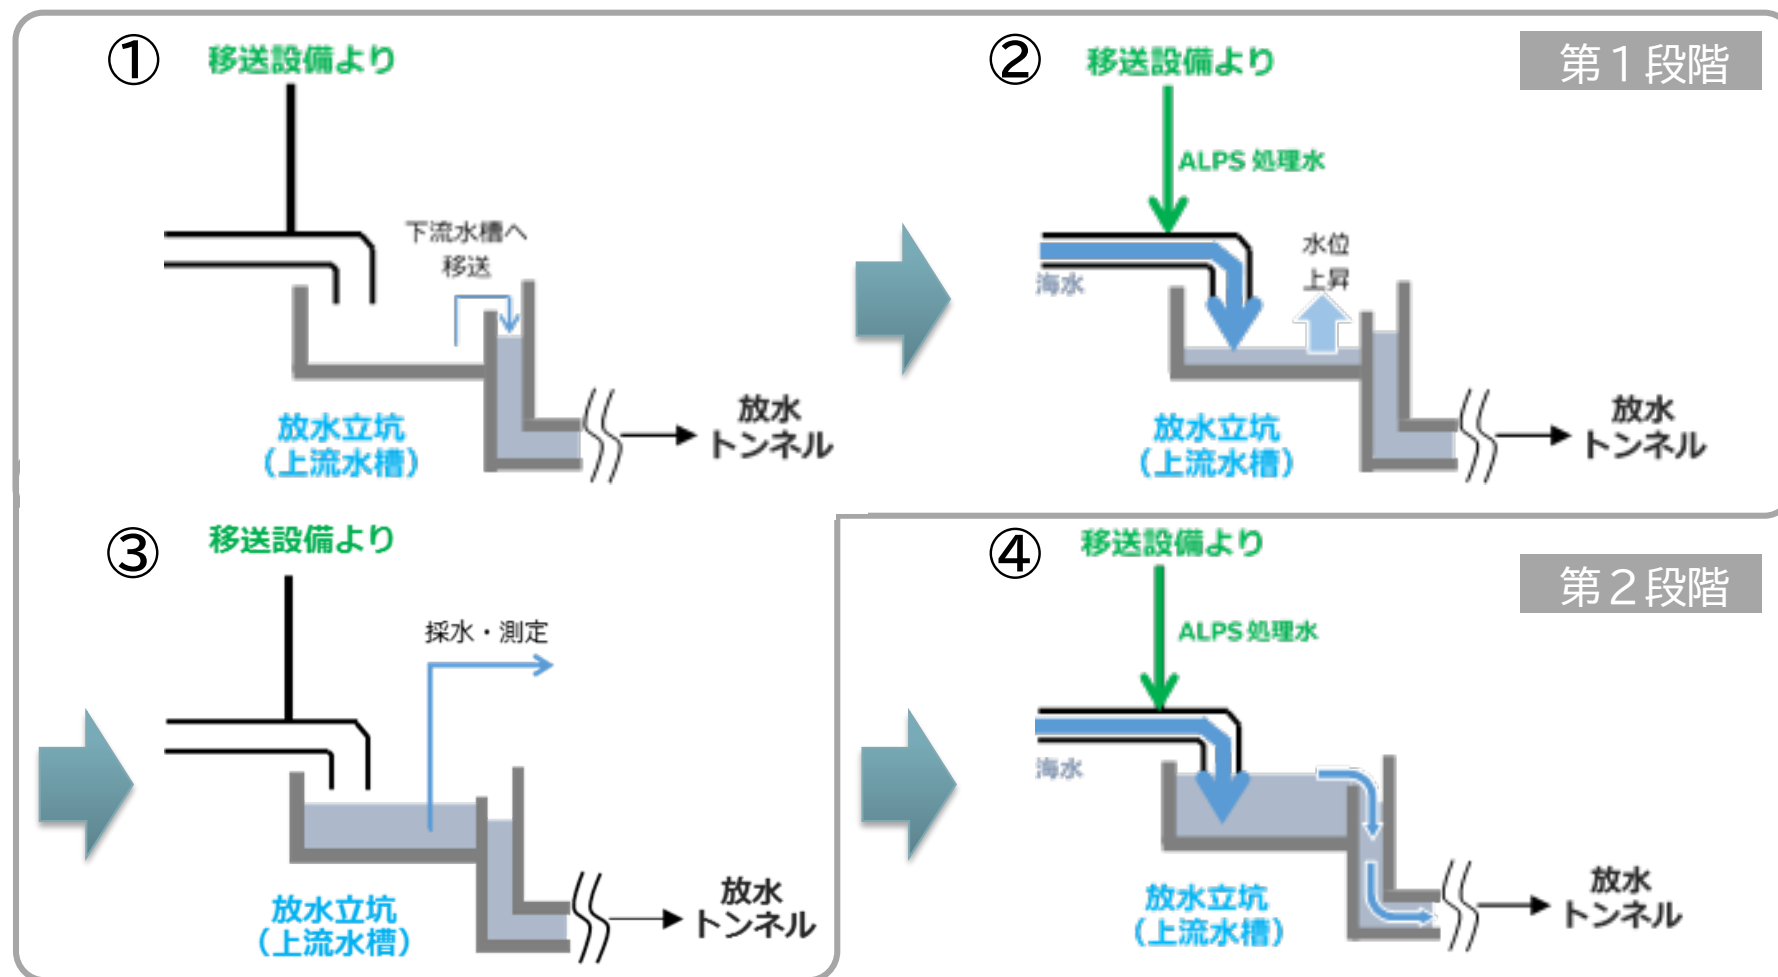 ①
移送設備より
下流水槽へ
移送
放水立坑
（上流水槽）
放水
トンネル
②
移送設備より
第１段階
ALPS 処理水
水位
上昇
海水
放水立坑
（上流水槽）
放水
トンネル
③
移送設備より
採水・測定
放水立坑
（上流水槽）
放水
トンネル
④
移送設備より
第２段階
ALPS 処理水
海水
放水立坑
（上流水槽）
放水
トンネル